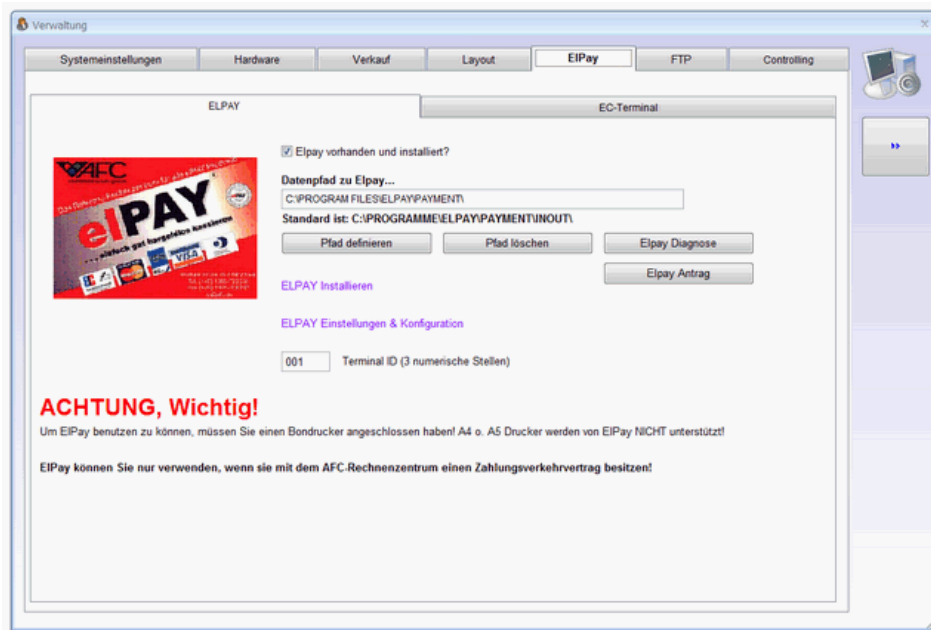 Verwaltung
Systemeinstellungen
Hardware
Verkauf
Layout
ElPay
FTP
Controlling
ELPAY
EC-Terminal
AFC
elPAY
...einfach gut bargeldlos kassieren
VISA
Elpay vorhanden und installiert?
Datenpfad zu Elpay...
C:\PROGRAM FILES\ELPAY\PAYMENT\
Standard ist: C:\PROGRAMME\ELPAY\PAYMENT\INOUT\
Pfad definieren
Pfad löschen
Elpay Diagnose
Elpay Antrag
ELPAY Installieren
ELPAY Einstellungen & Konfiguration
001
Terminal ID (3 numerische Stellen)
ACHTUNG, Wichtig!
Um ElPay benutzen zu können, müssen Sie einen Bondrucker angeschlossen haben! A4 o. A5 Drucker werden von ElPay NICHT unterstützt!
ElPay können Sie nur verwenden, wenn sie mit dem AFC-Rechnenzentrum einen Zahlungsverkehrvertrag besitzen!